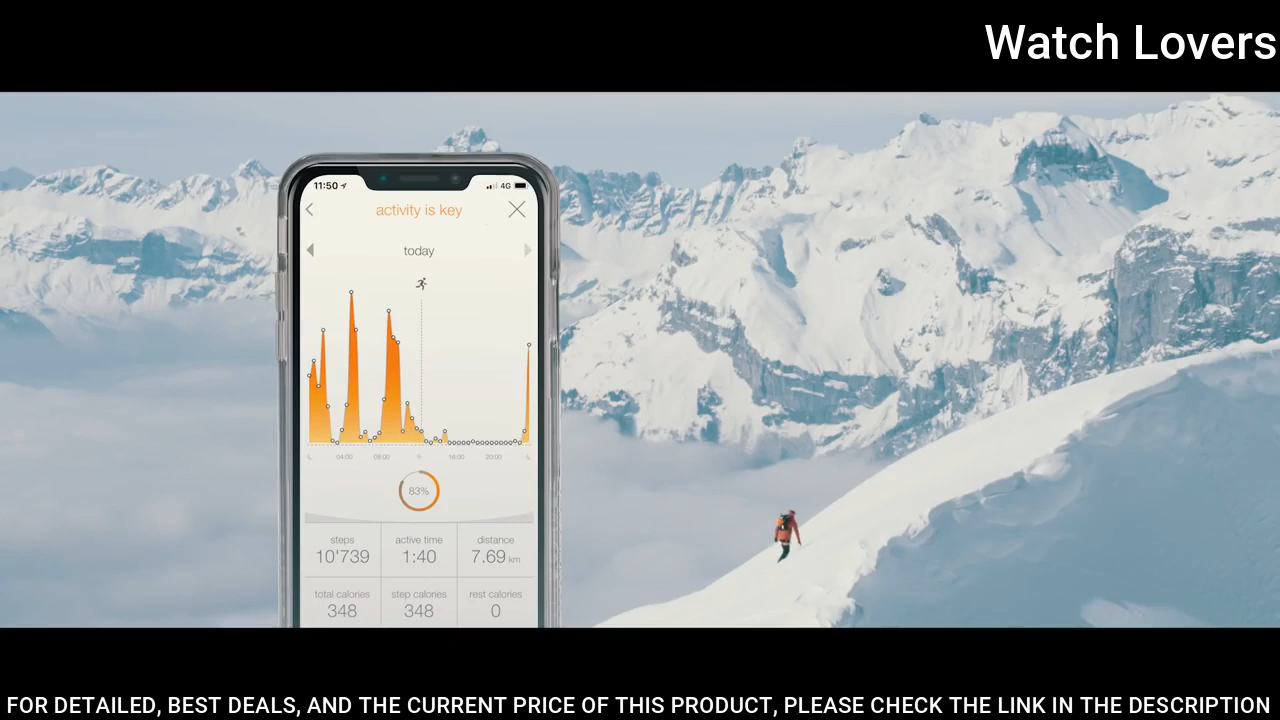 Watch Lovers
11:50
4G
activity is key
today
04:00 08:00 16:00 20:00
83%
steps active time distance
10'739 1:40 7.69 km
total calories step calories rest calories
348 348 0
FOR DETAILED, BEST DEALS, AND THE CURRENT PRICE OF THIS PRODUCT, PLEASE CHECK THE LINK IN THE DESCRIPTION